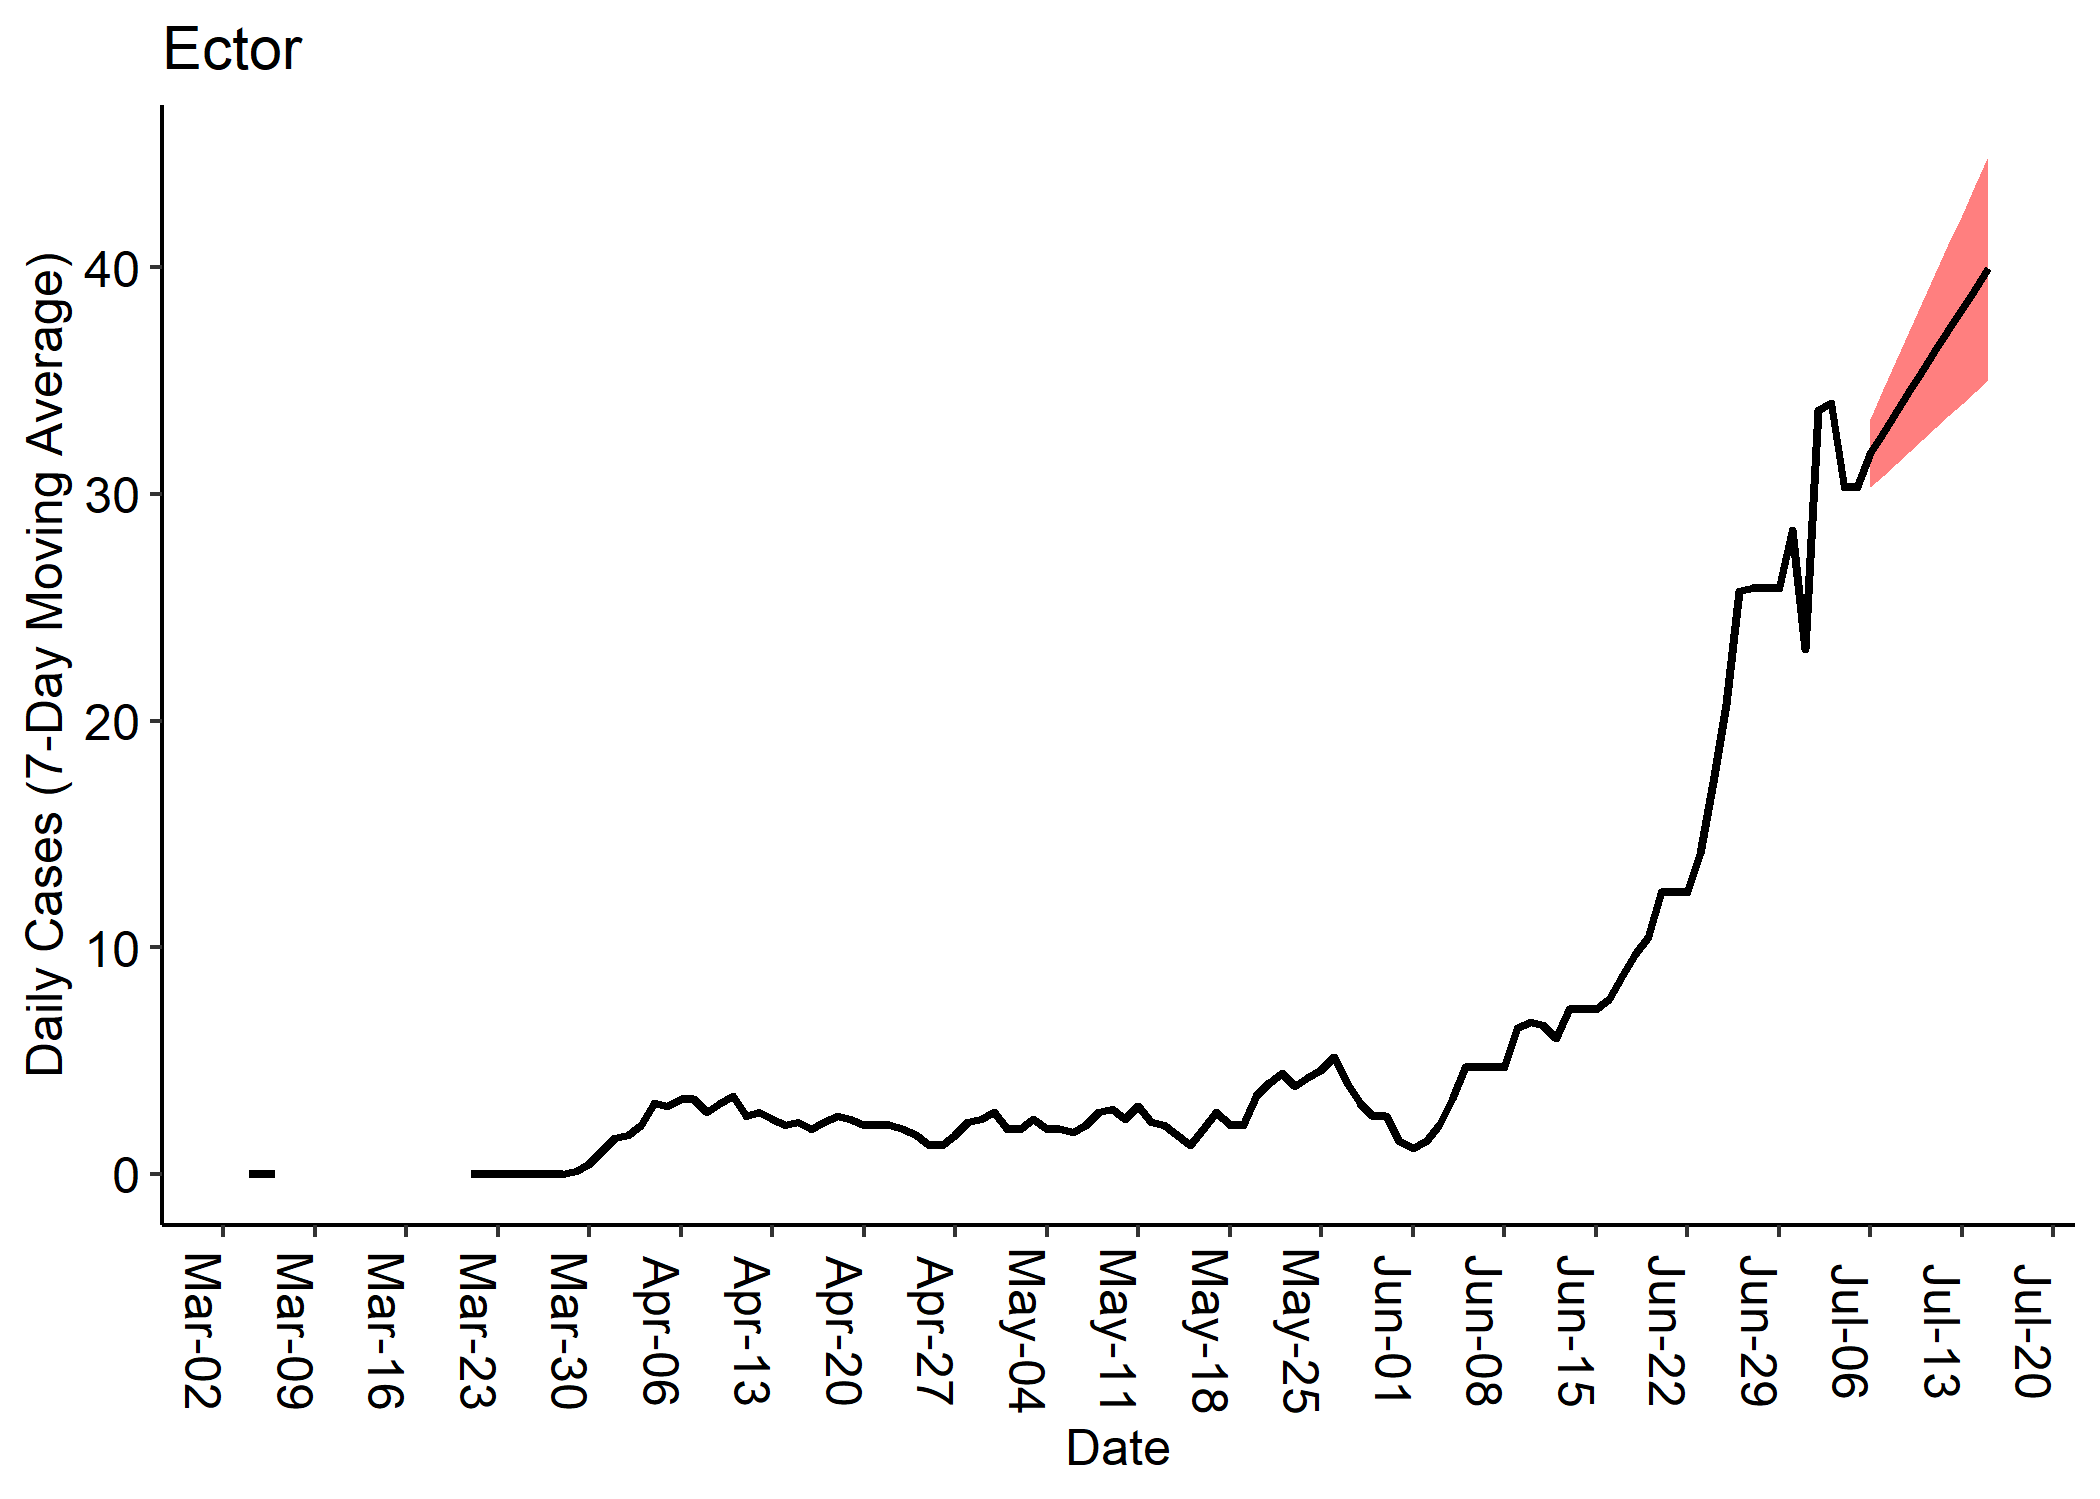 Ector
Daily Cases (7-Day Moving Average)
40
30
20
10
0
Mar-02
Mar-09
Mar-16
Mar-23
Mar-30
Apr-06
Apr-13
Apr-20
Apr-27
May-04
May-11
May-18
May-25
Jun-01
Jun-08
Jun-15
Jun-22
Jun-29
Jul-06
Jul-13
Jul-20
Date